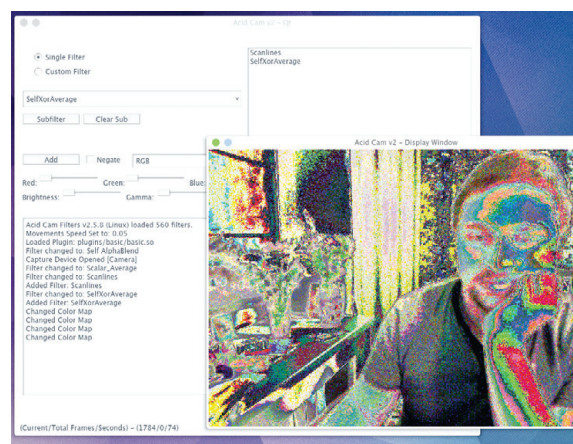 Acid Cam v2 - Qt
Single Filter
Custom Filter
Scanlines
SelfXorAverage
SelfXorAverage
Subfilter
Clear Sub
Acid Cam v2 - Display Window
Add
Negate
RGB
Red:
Green:
Blue:
Brightness:
Gamma:
Acid Cam Filters v2.5.8 (Linux) loaded 560 filters.
Movements Speed Set to: 0.05
Loaded Plugin: plugins/basic/basic.so
Filter changed to: Self AlphaBlend
Capture Device Opened [Camera]
Filter changed to: Scalar_Average
Filter changed to: Scanlines
Added Filter: Scanlines
Filter changed to: SelfXorAverage
Added Filter: SelfXorAverage
Changed Color Map
Changed Color Map
Changed Color Map
Changed Color Map
(Current/Total Frames/Seconds) - (1784/0/74)